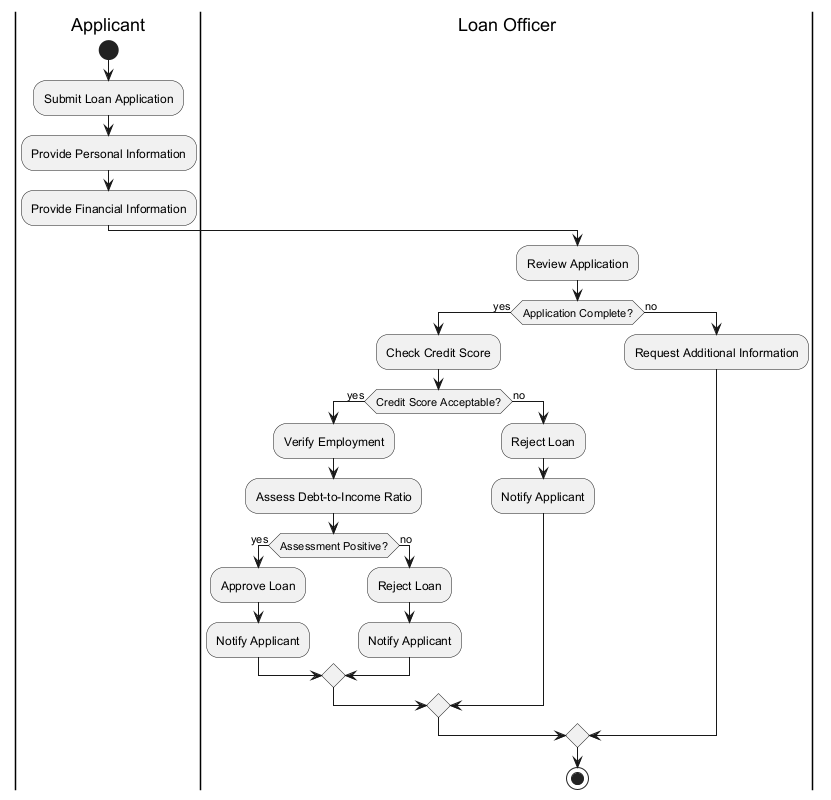 Applicant
Loan Officer
Submit Loan Application
Provide Personal Information
Provide Financial Information
Review Application
yes
Application Complete?
no
Check Credit Score
Request Additional Information
yes
Credit Score Acceptable?
no
Verify Employment
Reject Loan
Assess Debt-to-Income Ratio
Notify Applicant
yes
Assessment Positive?
no
Approve Loan
Reject Loan
Notify Applicant
Notify Applicant